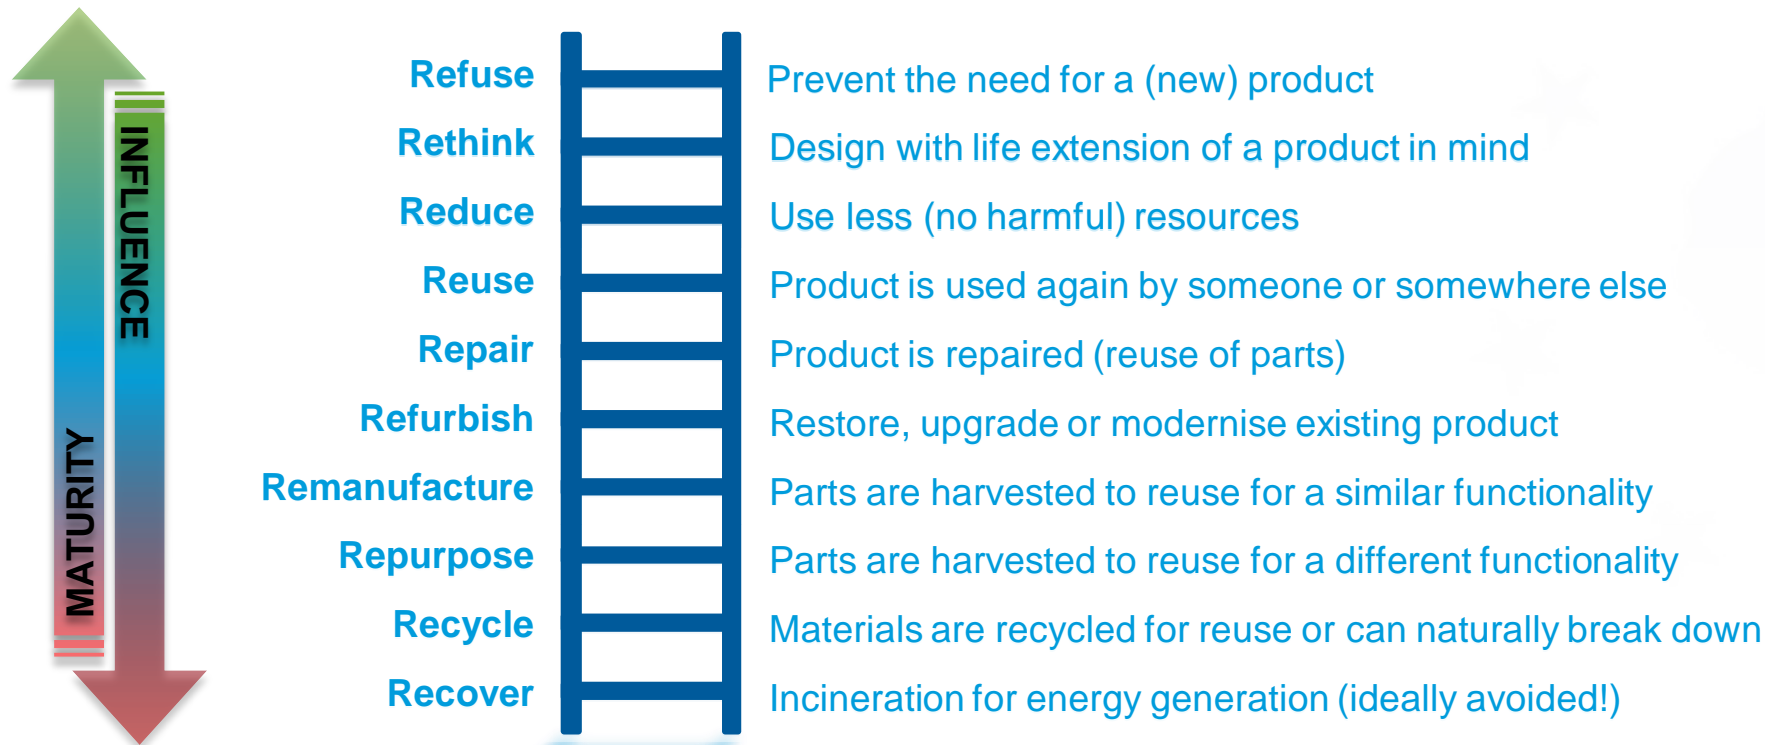 INFLUENCE
MATURITY
Refuse Prevent the need for a (new) product
Rethink Design with life extension of a product in mind
Reduce Use less (no harmful) resources
Reuse Product is used again by someone or somewhere else
Repair Product is repaired (reuse of parts)
Refurbish Restore, upgrade or modernise existing product
Remanufacture Parts are harvested to reuse for a similar functionality
Repurpose Parts are harvested to reuse for a different functionality
Recycle Materials are recycled for reuse or can naturally break down
Recover Incineration for energy generation (ideally avoided!)